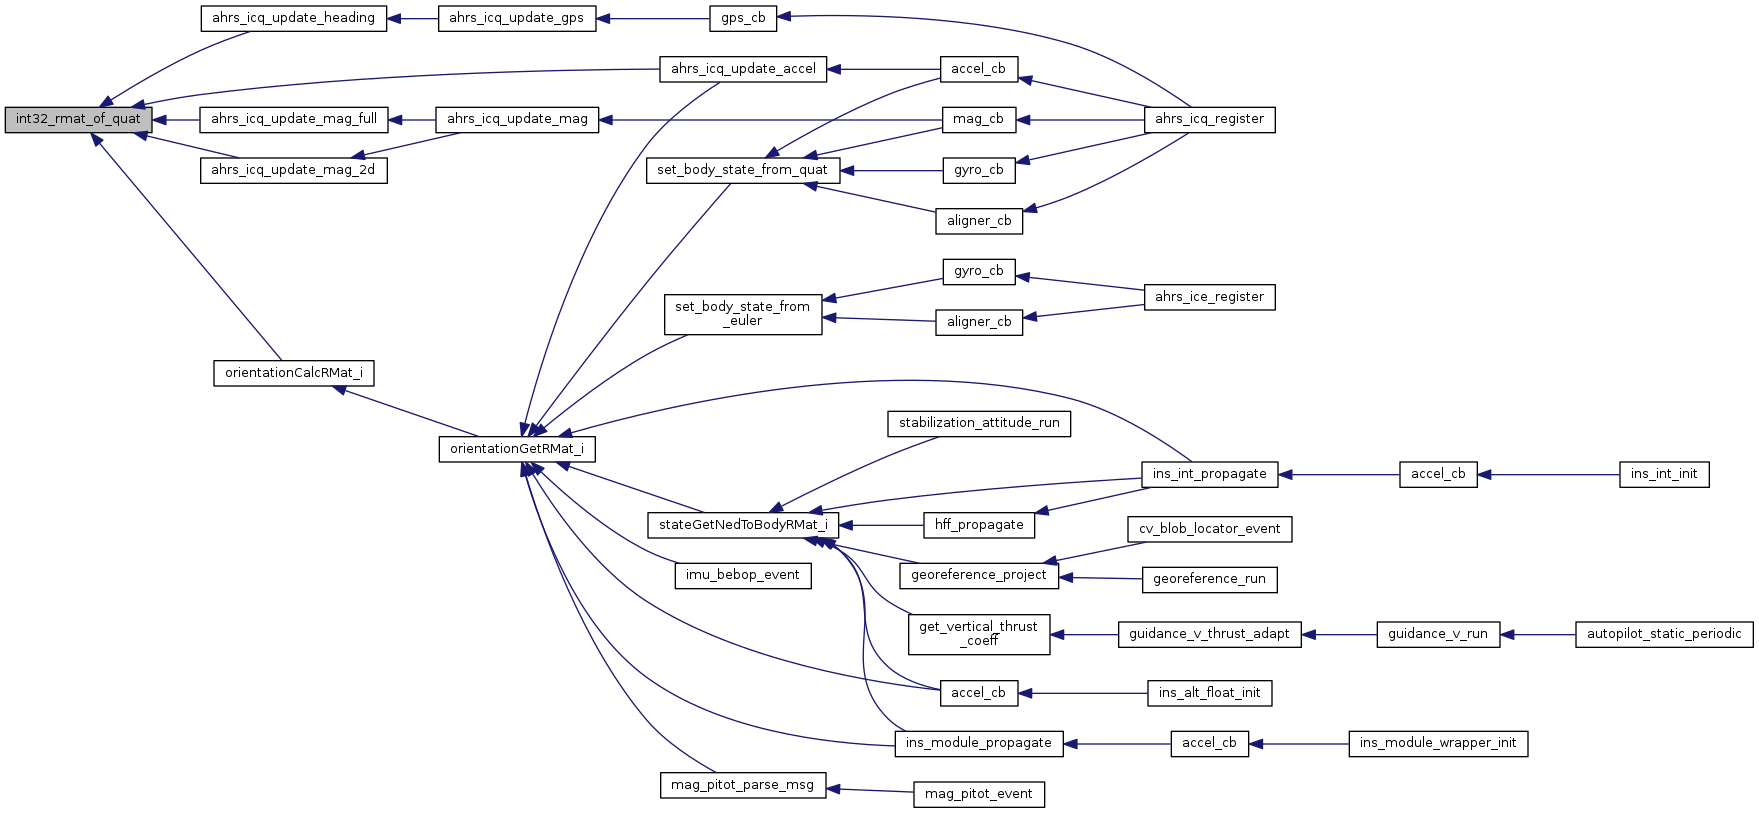 ahrs_icq_update_heading
ahrs_icq_update_gps
gps_cb
ahrs_icq_update_accel
accel_cb
int32_rmat_of_quat
ahrs_icq_update_mag_full
ahrs_icq_update_mag
mag_cb
ahrs_icq_register
ahrs_icq_update_mag_2d
set_body_state_from_quat
gyro_cb
aligner_cb
gyro_cb
set_body_state_from
_euler
ahrs_ice_register
aligner_cb
orientationCalcRMat_i
stabilization_attitude_run
orientationGetRMat_i
ins_int_propagate
accel_cb
ins_int_init
stateGetNedToBodyRMat_i
hff_propagate
cv_blob_locator_event
imu_bebop_event
georeference_project
georeference_run
get_vertical_thrust
_coeff
guidance_v_thrust_adapt
guidance_v_run
autopilot_static_periodic
accel_cb
ins_alt_float_init
ins_module_propagate
accel_cb
ins_module_wrapper_init
mag_pitot_parse_msg
mag_pitot_event